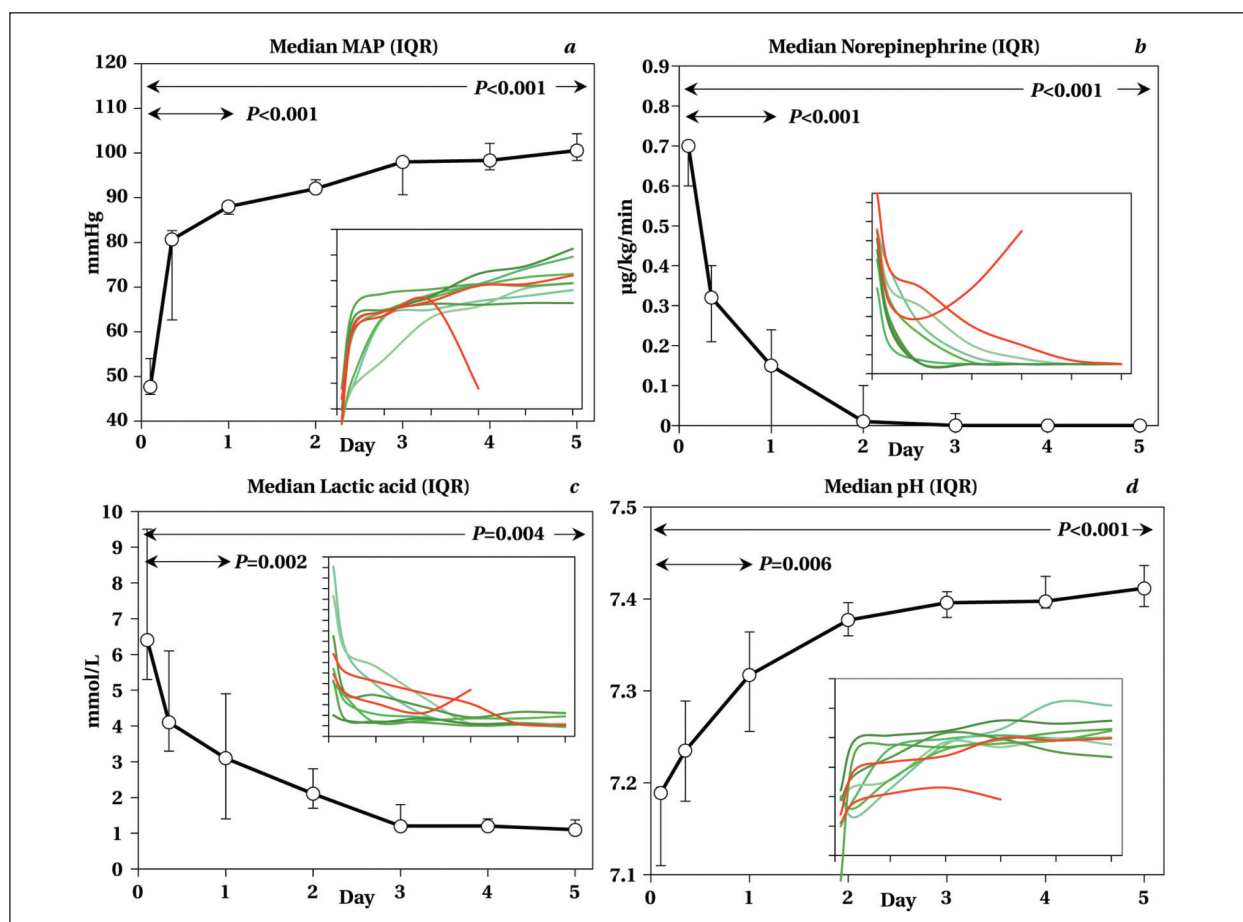 Median MAP (IQR) a
120
110
100
90
80
70
60
50
40
mmHg
P<0.001
P<0.001
0 1 2 3 4 5
Day
Median Norepinephrine (IQR) b
0.9
0.8
0.7
0.6
0.5
0.4
0.3
0.2
0.1
0
µg/kg/min
P<0.001
P<0.001
0 1 2 3 4 5
Day
Median Lactic acid (IQR) c
10
9
8
7
6
5
4
3
2
1
0
mmol/L
P=0.004
P=0.002
0 1 2 3 4 5
Day
Median pH (IQR) d
7.5
7.4
7.3
7.2
7.1
P<0.001
P=0.006
0 1 2 3 4 5
Day